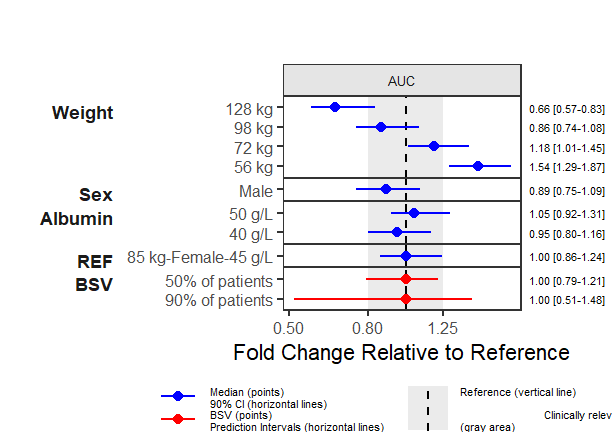 AUC
Weight
128 kg 0.66 [0.57-0.83]
98 kg 0.86 [0.74-1.08]
72 kg 1.18 [1.01-1.45]
56 kg 1.54 [1.29-1.87]
Sex Male 0.89 [0.75-1.09]
Albumin 50 g/L 1.05 [0.92-1.31]
40 g/L 0.95 [0.80-1.16]
REF 85 kg-Female-45 g/L 1.00 [0.86-1.24]
BSV 50% of patients 1.00 [0.79-1.21]
90% of patients 1.00 [0.51-1.48]
0.50 0.80 1.25
Fold Change Relative to Reference
Median (points)
90% CI (horizontal lines)
BSV (points)
Prediction Intervals (horizontal lines)
Reference (vertical line)
Clinically relev
(gray area)